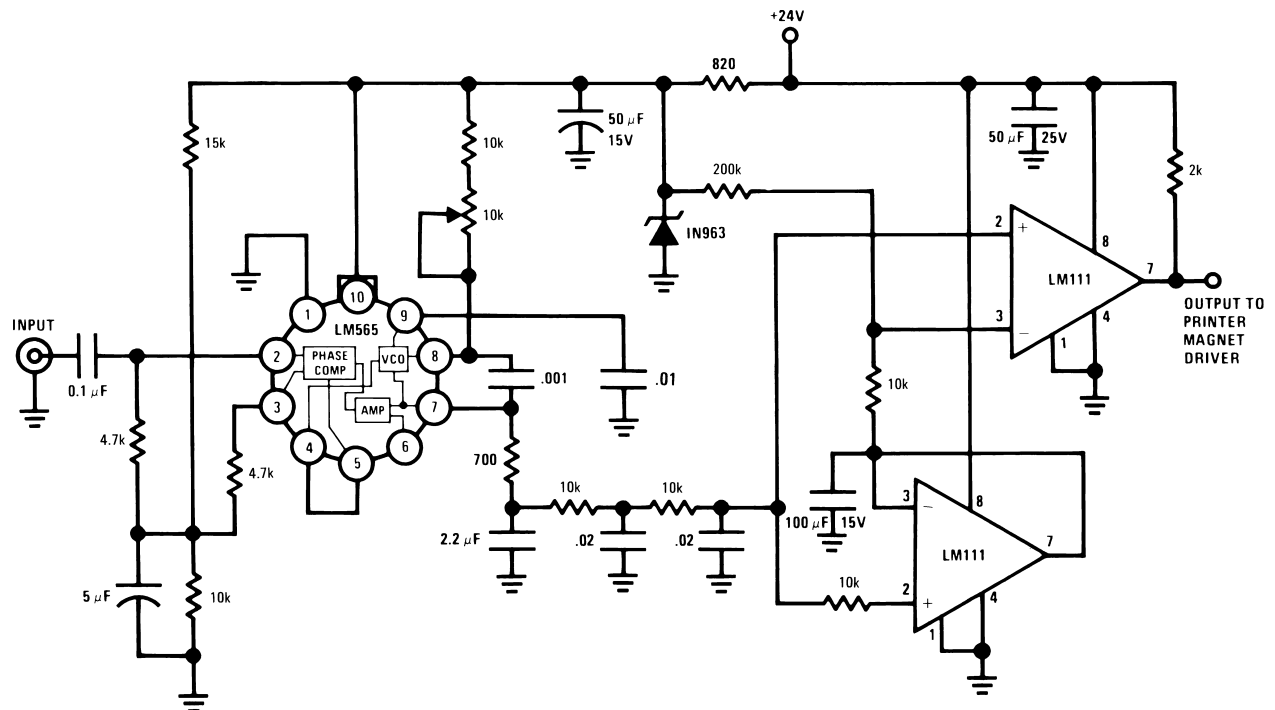 +24V
820
15k
10k
50 µF
15V
50 µF 25V
2k
200k
10k
IN963
2
+
8
LM111
7
3
−
4
1
OUTPUT TO
PRINTER
MAGNET
DRIVER
INPUT
0.1 µF
1
10
9
LM565
2
PHASE
COMP
VCO
8
3
AMP
7
4
5
6
.001
.01
4.7k
4.7k
700
10k
10k
10k
2.2 µF
.02
.02
100 µF 15V
3
−
8
LM111
7
10k
2
+
4
1
5 µF
10k